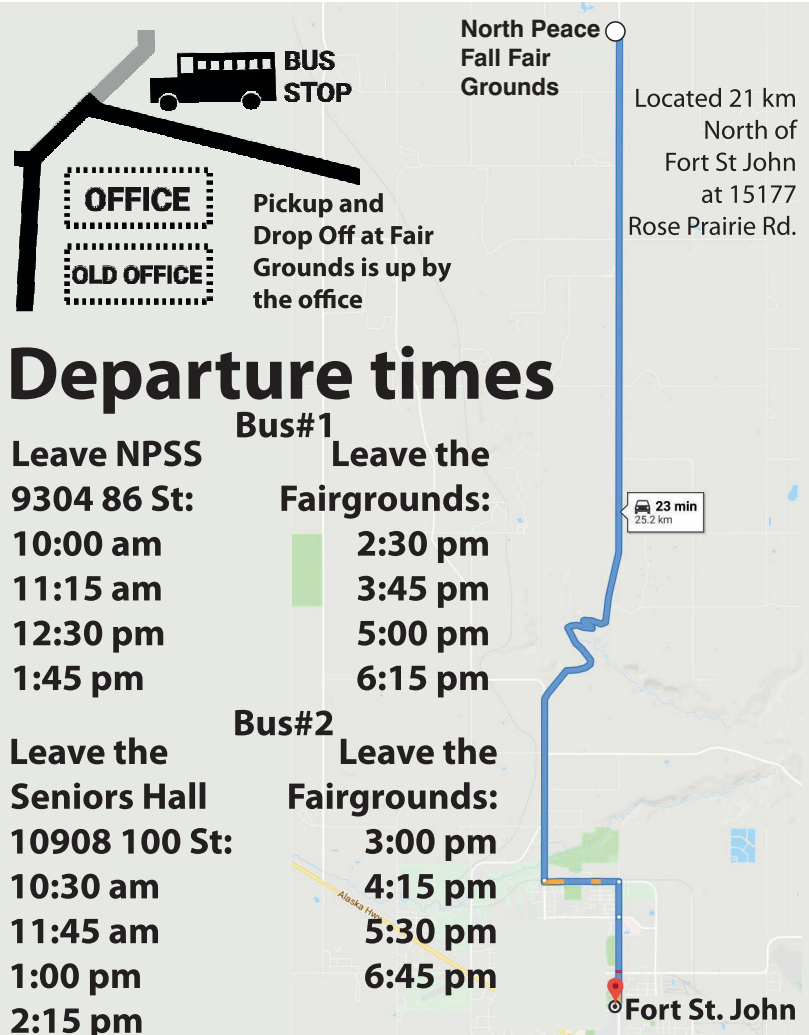 BUS
STOP
OFFICE
OLD OFFICE
Pickup and
Drop Off at Fair
Grounds is up by
the office
North Peace
Fall Fair
Grounds
Located 21 km
North of
Fort St John
at 15177
Rose Prairie Rd.
Departure times
Bus#1
Leave NPSS
9304 86 St:
10:00 am
11:15 am
12:30 pm
1:45 pm
Leave the
Fairgrounds:
2:30 pm
3:45 pm
5:00 pm
6:15 pm
23 min
25.2 km
Bus#2
Leave the
Seniors Hall
10908 100 St:
10:30 am
11:45 am
1:00 pm
2:15 pm
Leave the
Fairgrounds:
3:00 pm
4:15 pm
5:30 pm
6:45 pm
Alaska Hwy
Fort St. John